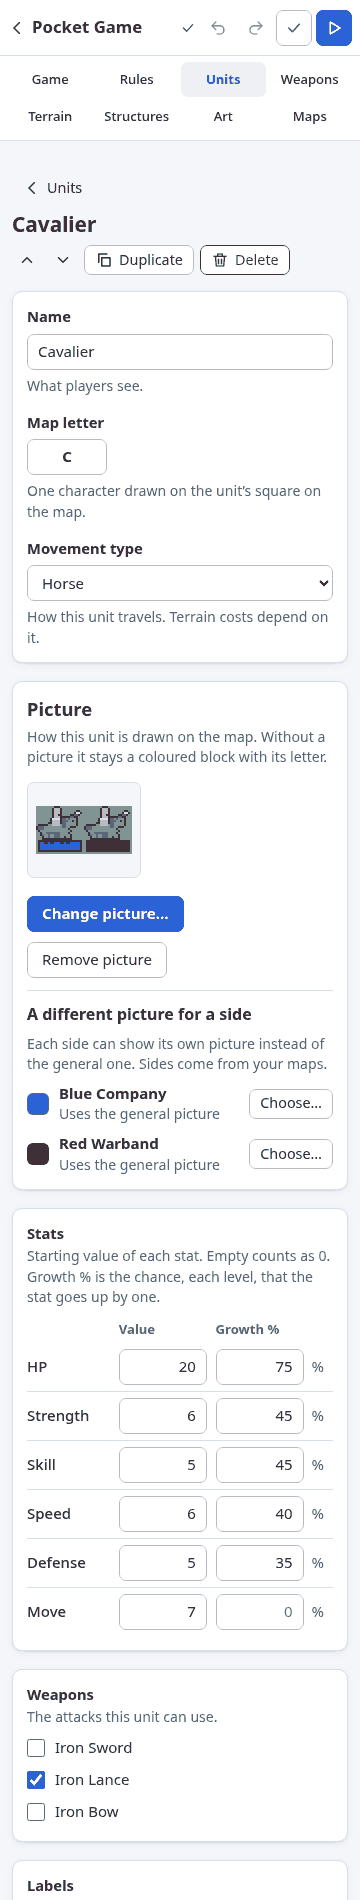 Pocket Game
Game Rules Units Weapons
Terrain Structures Art Maps
Units
Cavalier
Duplicate Delete
Name
Cavalier
What players see.
Map letter
C
One character drawn on the unit's square on
the map.
Movement type
Horse
How this unit travels. Terrain costs depend on
it.
Picture
How this unit is drawn on the map. Without a
picture it stays a coloured block with its letter.
Change picture...
Remove picture
A different picture for a side
Each side can show its own picture instead of
the general one. Sides come from your maps.
Blue Company
Uses the general picture
Choose...
Red Warband
Uses the general picture
Choose...
Stats
Starting value of each stat. Empty counts as 0.
Growth % is the chance, each level, that the
stat goes up by one.
Value Growth %
HP 20 75 %
Strength 6 45 %
Skill 5 45 %
Speed 6 40 %
Defense 5 35 %
Move 7 0 %
Weapons
The attacks this unit can use.
Iron Sword
Iron Lance
Iron Bow
Labels